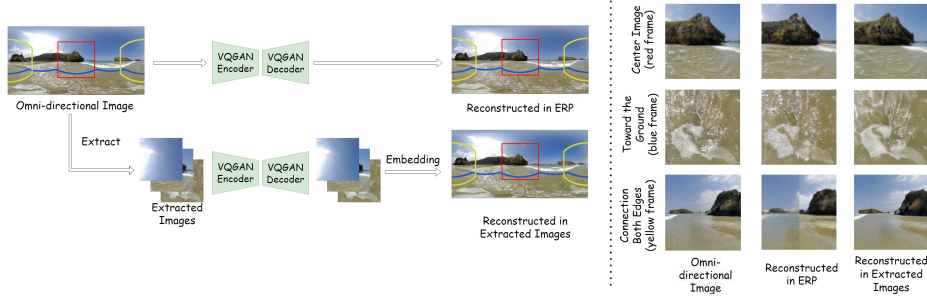 VQGAN
Encoder
VQGAN
Decoder
Omni-directional Image
Reconstructed in ERP
Extract
VQGAN
Encoder
VQGAN
Decoder
Embedding
Extracted
Images
Reconstructed in
Extracted Images
Center Image
(red frame)
Toward the
Ground
(blue frame)
Connection
Both Edges
(yellow frame)
Omni-
directional
Image
Reconstructed
in ERP
Reconstructed
in Extracted
Images